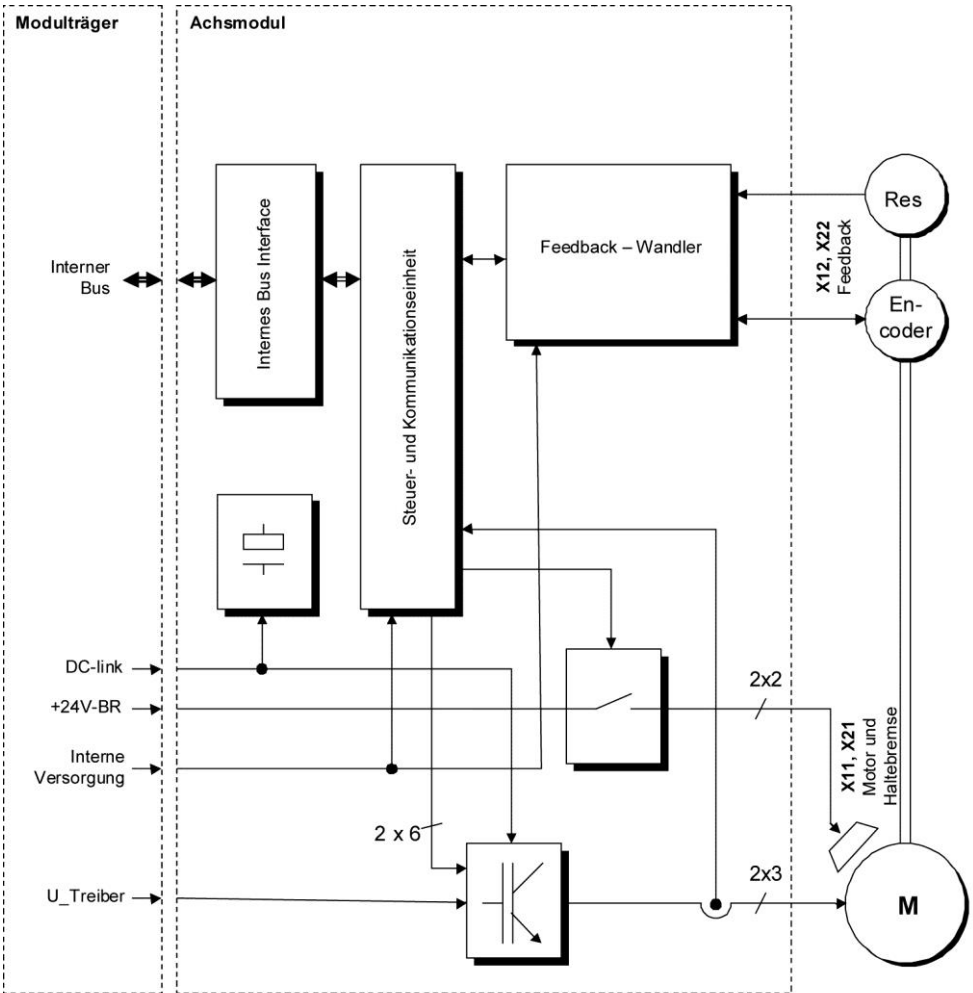 Modulträger
Achsmodul
Interner
Bus
Internes Bus Interface
Steuer- und Kommunikationseinheit
Feedback – Wandler
X12, X22
Feedback
Res
En-
coder
DC-link
+24V-BR
Interne
Versorgung
U_Treiber
2 x 6
2x2
2x3
X11, X21
Motor und
Haltebremse
M